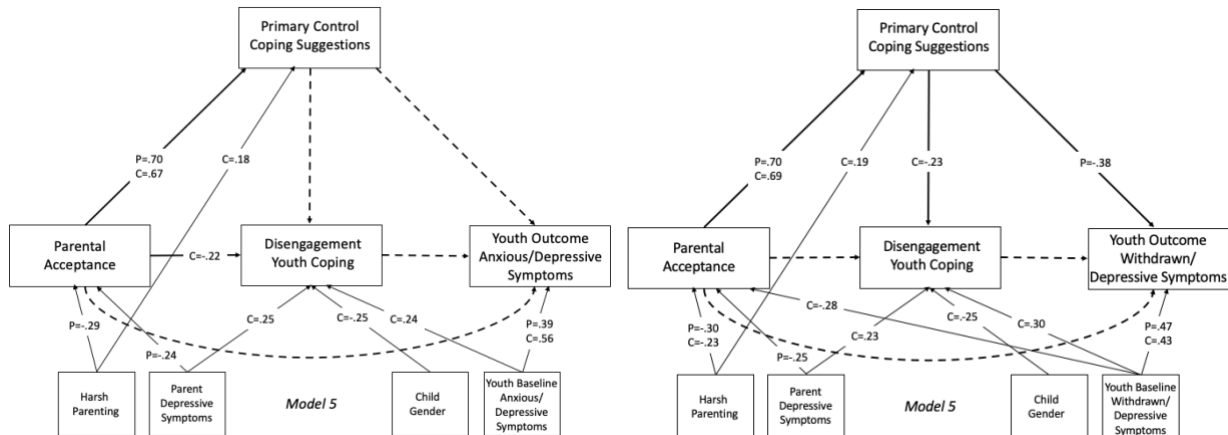 Primary Control
Coping Suggestions
P=.70
C=.67
C=.18
Parental
Acceptance
C=-.22
Disengagement
Youth Coping
Youth Outcome
Anxious/Depressive
Symptoms
P=-.29
P=-.24
C=.25
C=-.25
C=.24
P=.39
C=.56
Harsh
Parenting
Parent
Depressive
Symptoms
Model 5
Child
Gender
Youth Baseline
Anxious/
Depressive
Symptoms
Primary Control
Coping Suggestions
P=.70
C=.69
C=.19
C=-.23
P=-.38
Parental
Acceptance
Disengagement
Youth Coping
Youth Outcome
Withdrawn/
Depressive Symptoms
P=-.30
C=-.23
P=-.25
C=.23
C=-.28
C=-.25
C=.30
P=.47
C=.43
Harsh
Parenting
Parent
Depressive
Symptoms
Model 5
Child
Gender
Youth Baseline
Withdrawn/
Depressive
Symptoms